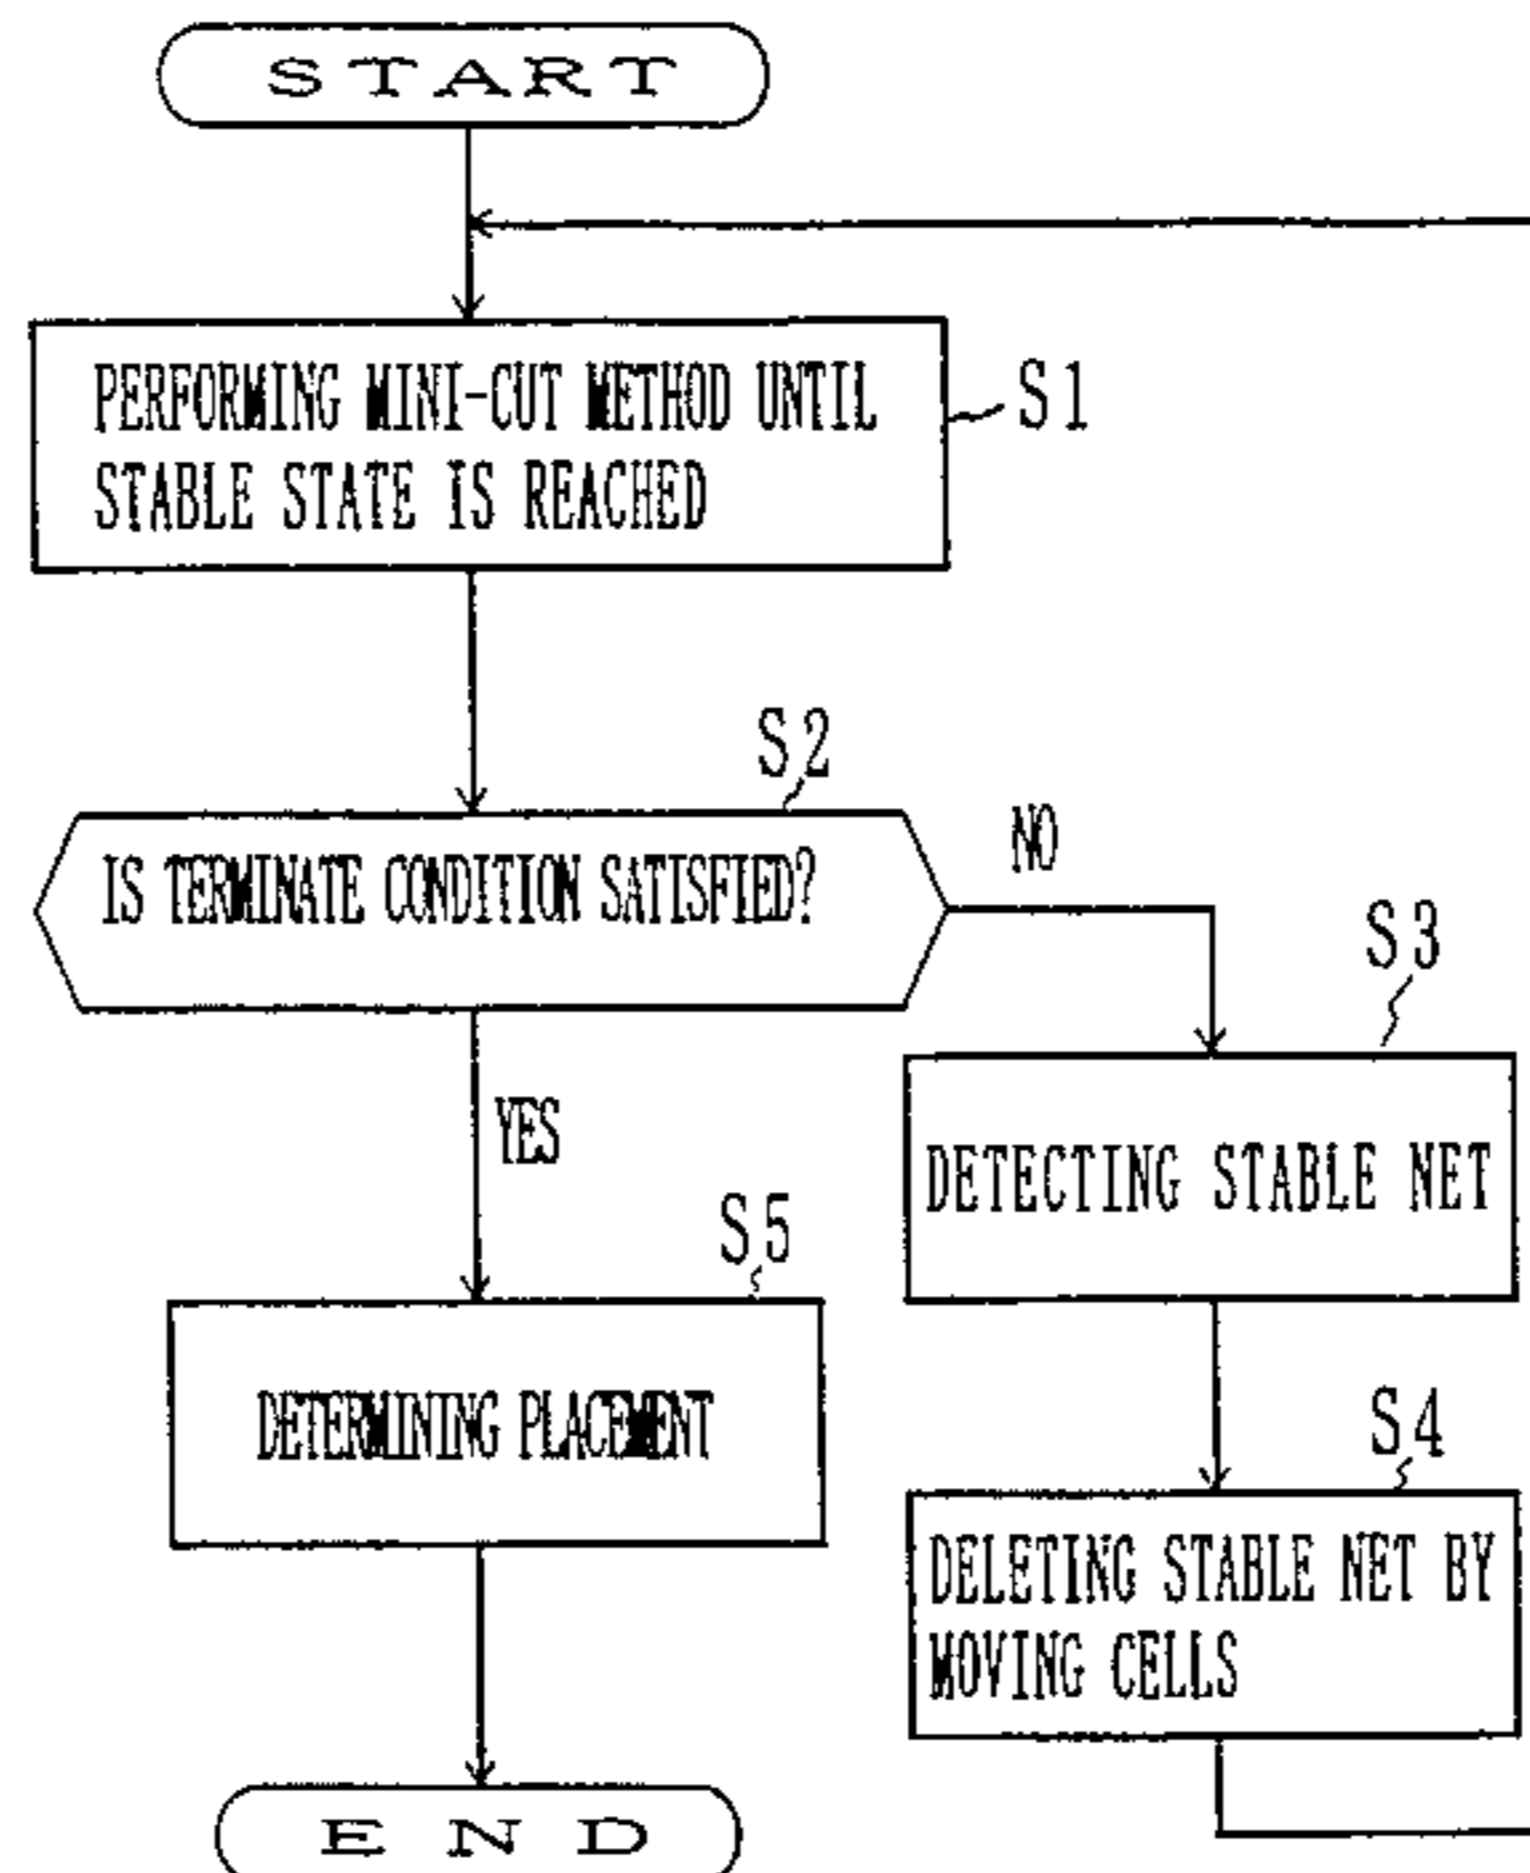 START
PERFORMING MINI-CUT METHOD UNTIL
STABLE STATE IS REACHED
S1
S2
IS TERMINATE CONDITION SATISFIED?
NO
YES
S3
DETECTING STABLE NET
S5
DETERMINING PLACEMENT
S4
DELETING STABLE NET BY
MOVING CELLS
END